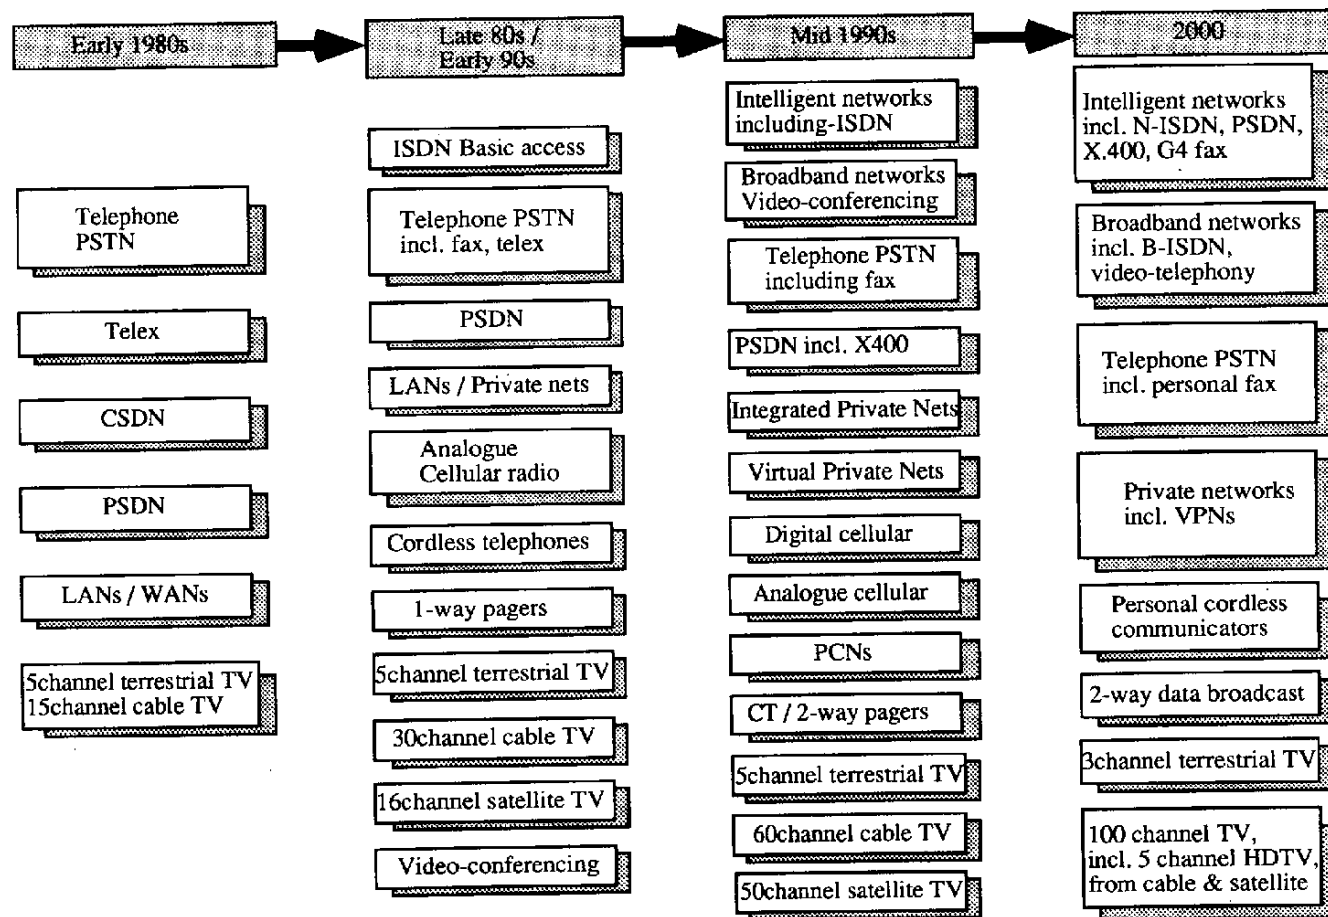 Early 1980s
Late 80s /
Early 90s
Mid 1990s
2000
Telephone
PSTN
Telex
CSDN
PSDN
LANs / WANs
5channel terrestrial TV
15channel cable TV
ISDN Basic access
Telephone PSTN
incl. fax, telex
PSDN
LANs / Private nets
Analogue
Cellular radio
Cordless telephones
1-way pagers
5channel terrestrial TV
30channel cable TV
16channel satellite TV
Video-conferencing
Intelligent networks
including-ISDN
Broadband networks
Video-conferencing
Telephone PSTN
including fax
PSDN incl. X400
Integrated Private Nets
Virtual Private Nets
Digital cellular
Analogue cellular
PCNs
CT / 2-way pagers
5channel terrestrial TV
60channel cable TV
50channel satellite TV
Intelligent networks
incl. N-ISDN, PSDN,
X.400, G4 fax
Broadband networks
incl. B-ISDN,
video-telephony
Telephone PSTN
incl. personal fax
Private networks
incl. VPNs
Personal cordless
communicators
2-way data broadcast
3channel terrestrial TV
100 channel TV,
incl. 5 channel HDTV,
from cable & satellite